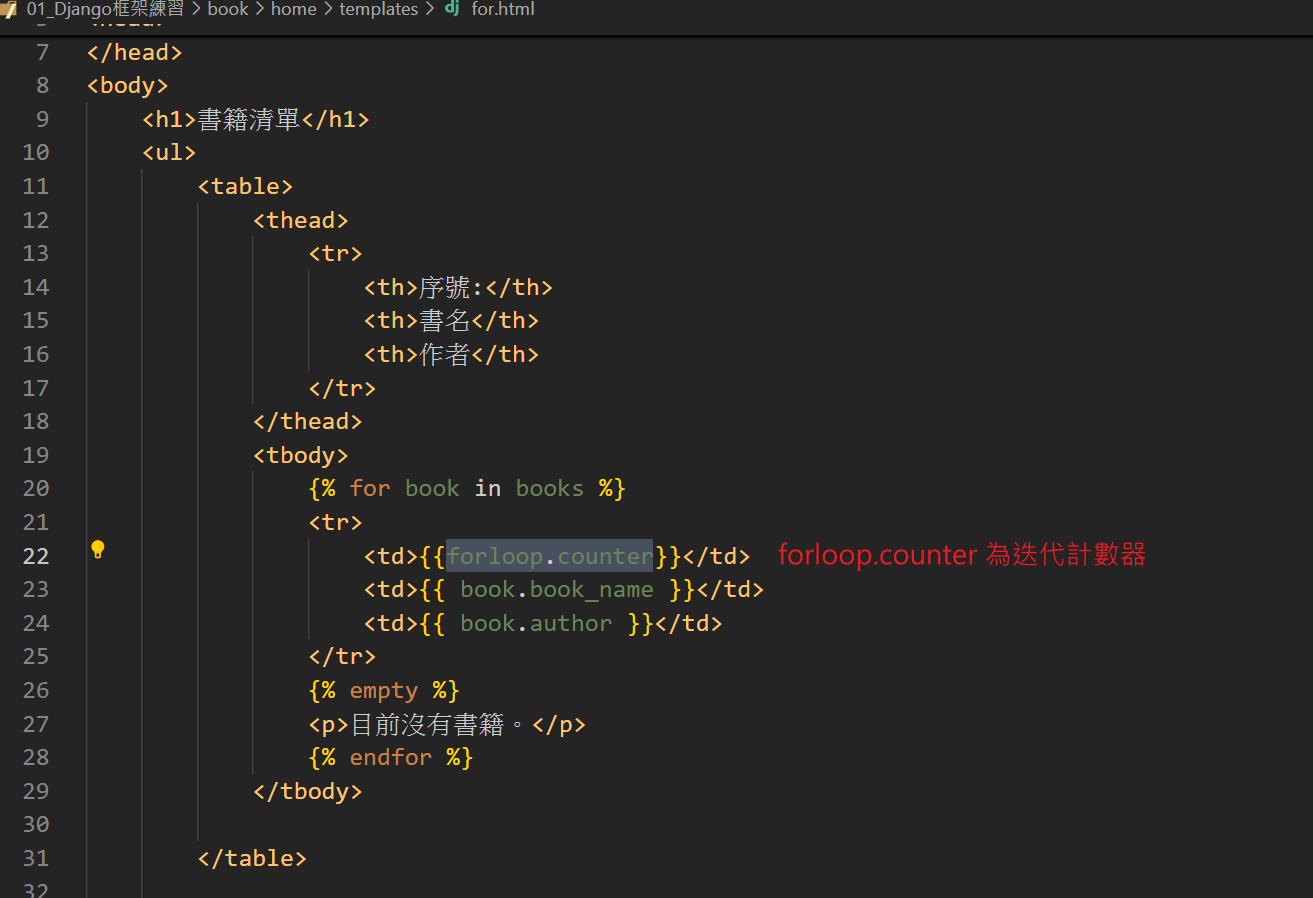 01_Django框架練習 > book > home > templates > dj for.html
7 </head>
8 <body>
9 <h1>書籍清單</h1>
10 <ul>
11 <table>
12 <thead>
13 <tr>
14 <th>序號:</th>
15 <th>書名</th>
16 <th>作者</th>
17 </tr>
18 </thead>
19 <tbody>
20 {% for book in books %}
21 <tr>
22 <td>{{forloop.counter}}</td> forloop.counter 為迭代計數器
23 <td>{{ book.book_name }}</td>
24 <td>{{ book.author }}</td>
25 </tr>
26 {% empty %}
27 <p>目前沒有書籍。</p>
28 {% endfor %}
29 </tbody>
30
31 </table>
32